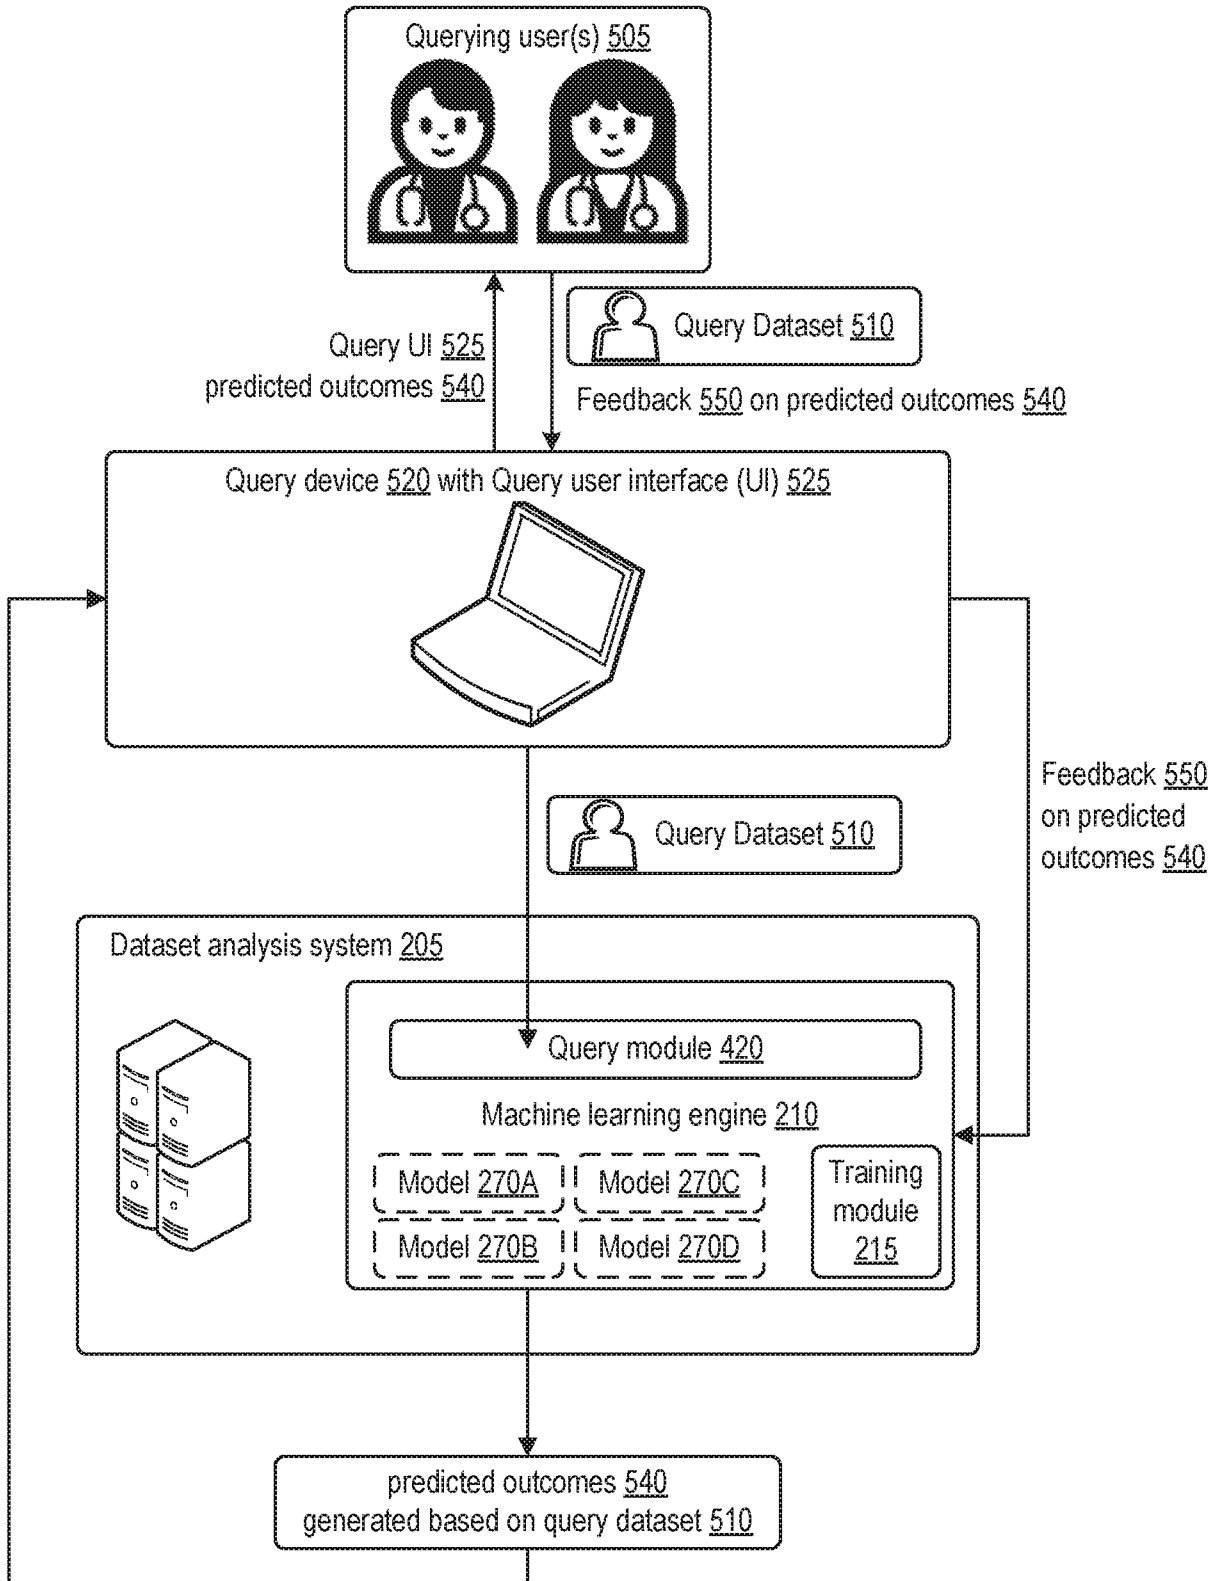 Querying user(s) 505
Query Dataset 510
Query UI 525
predicted outcomes 540
Feedback 550 on predicted outcomes 540
Query device 520 with Query user interface (UI) 525
Feedback 550
on predicted
outcomes 540
Query Dataset 510
Dataset analysis system 205
Query module 420
Machine learning engine 210
Model 270A
Model 270C
Model 270B
Model 270D
Training
module
215
predicted outcomes 540
generated based on query dataset 510